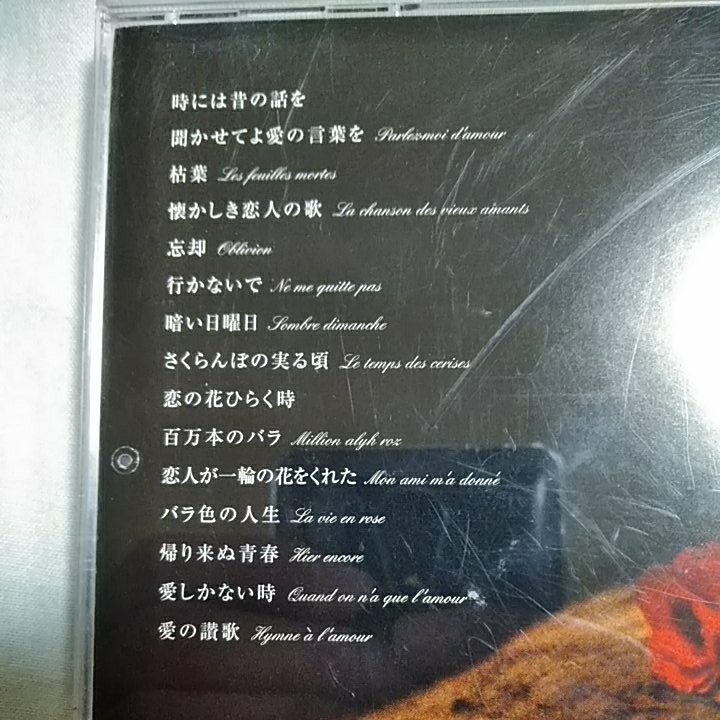 時には昔の話を
聞かせてよ愛の言葉を Parlez-moi d'amour
枯葉 Les feuilles mortes
懐かしき恋人の歌 La chanson des vieux amants
忘却 Oblivion
行かないで Ne me quitte pas
暗い日曜日 Sombre dimanche
さくらんぼの実る頃 Le temps des cerises
恋の花ひらく時
百万本のバラ Million alyh roz
恋人が一輪の花をくれた Mon ami m'a donné
バラ色の人生 La vie en rose
帰り来ぬ青春 Hier encore
愛しかない時 Quand on n'a que l'amour
愛の讃歌 Hymne à l'amour